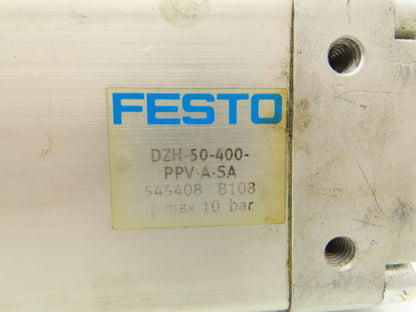 FESTO
DZH-50-400-
PPV-A-SA
545408 B108
p max 10 bar